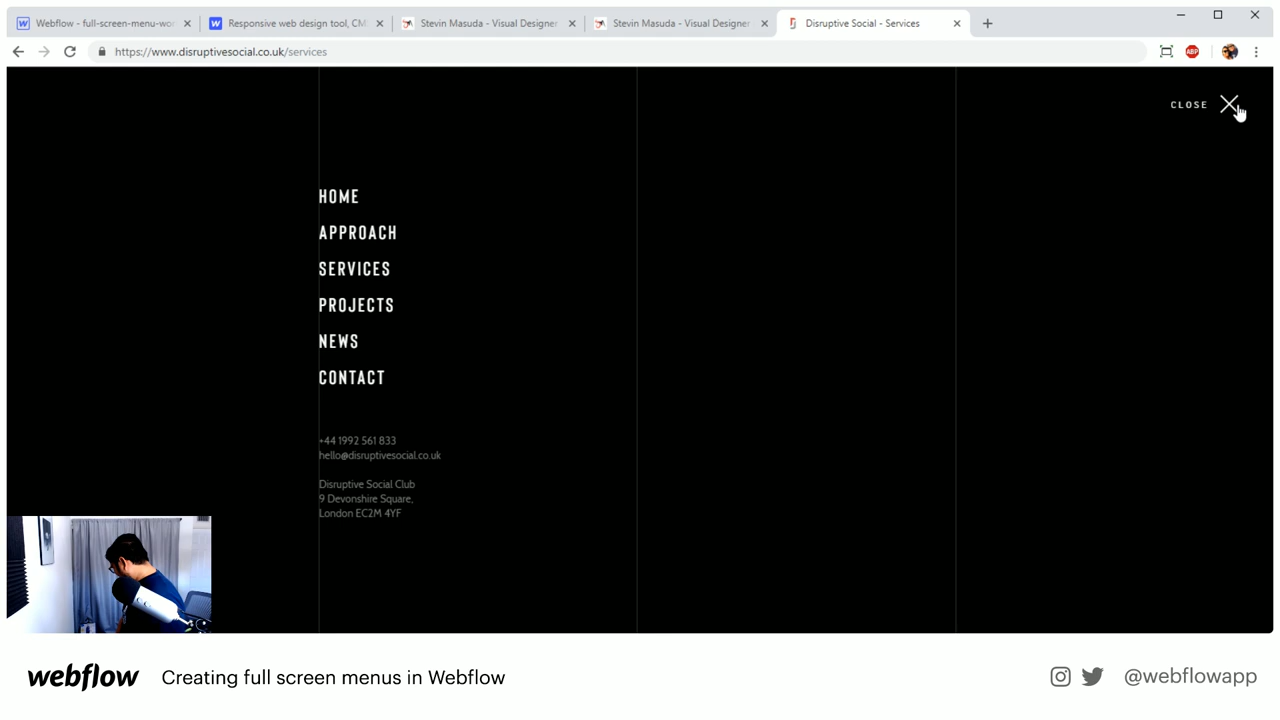 Webflow - full-screen-menu-wor
Responsive web design tool, CM
Stevin Masuda - Visual Designer
Stevin Masuda - Visual Designer
Disruptive Social - Services
https://www.disruptivesocial.co.uk/services
ABP
CLOSE
HOME
APPROACH
SERVICES
PROJECTS
NEWS
CONTACT
+44 1992 561 833
hello@disruptivesocial.co.uk
Disruptive Social Club
9 Devonshire Square,
London EC2M 4YF
webflow
Creating full screen menus in Webflow
@webflowapp